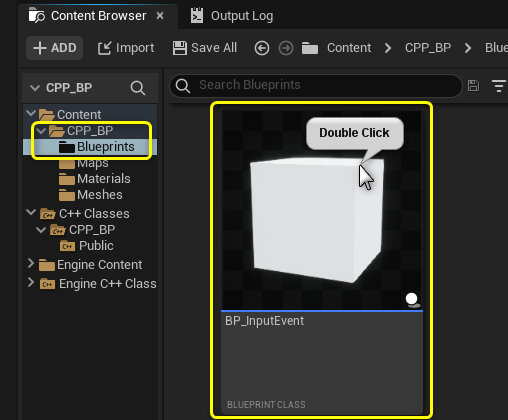 Content Browser
Output Log
ADD
Import
Save All
Content
CPP_BP
Blue
CPP_BP
Search Blueprints
Content
CPP_BP
Blueprints
Maps
Materials
Meshes
C++ Classes
CPP_BP
Public
Engine Content
Engine C++ Class
Double Click
BP_InputEvent
BLUEPRINT CLASS